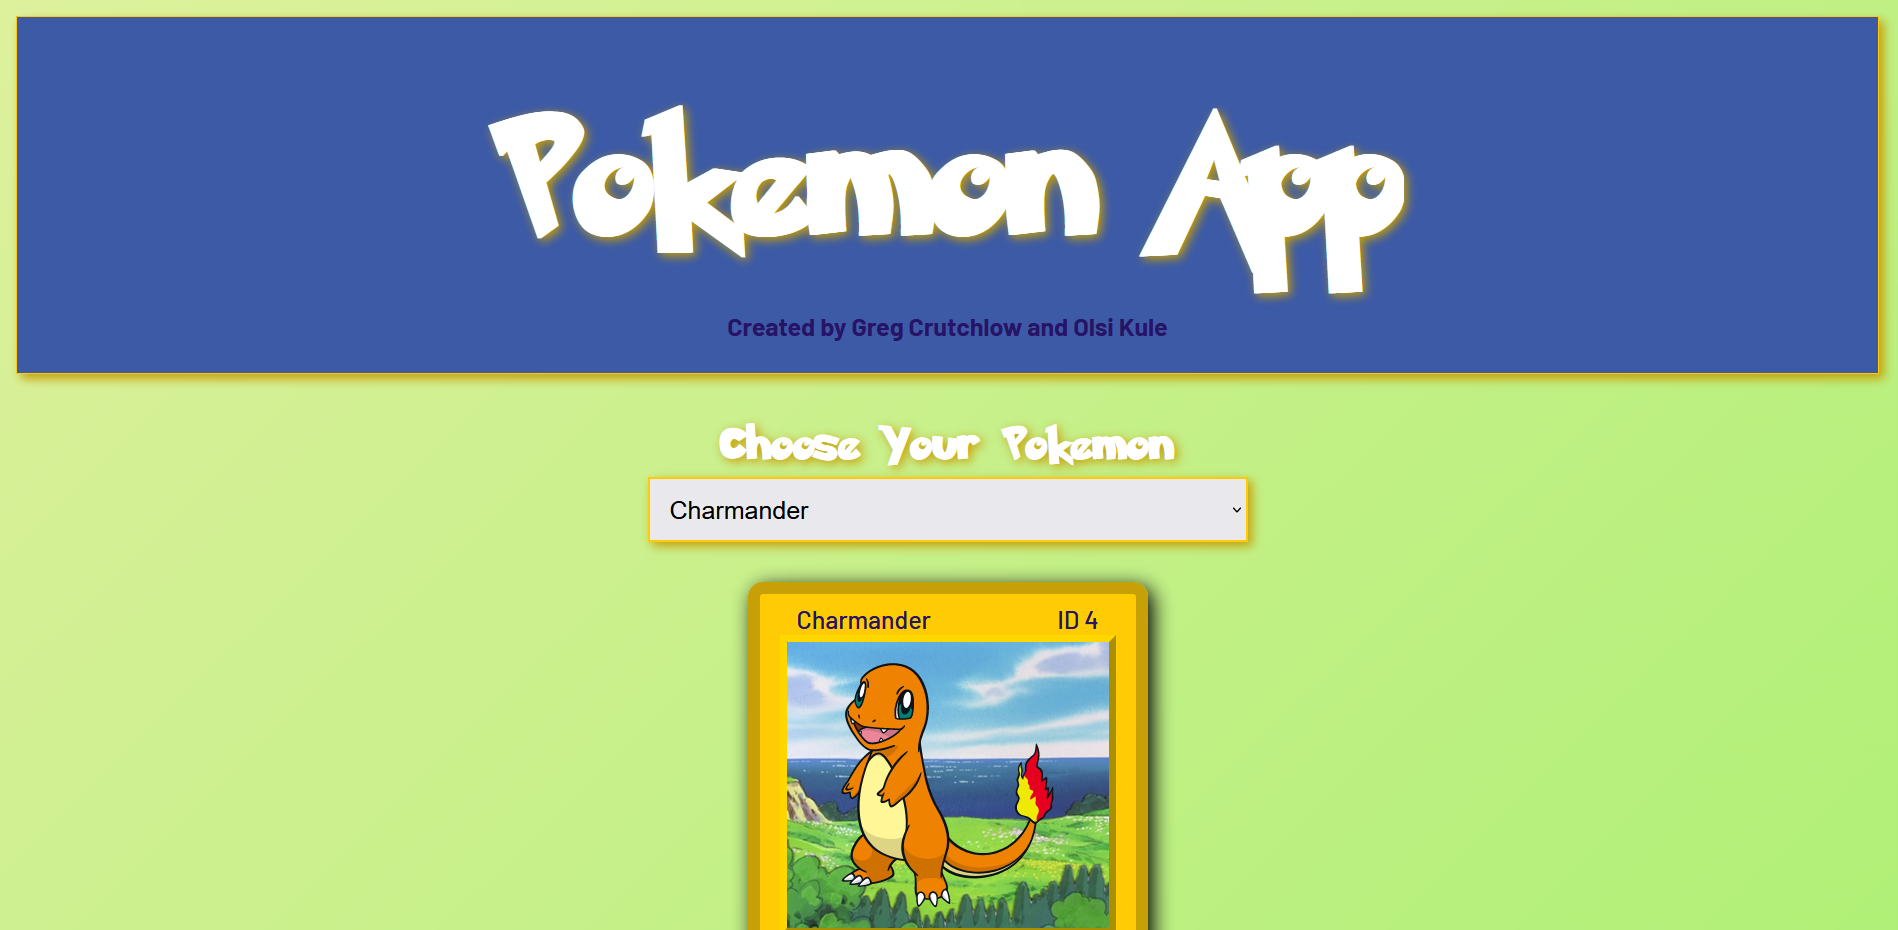 Pokemon App
Created by Greg Crutchlow and Olsi Kule
Choose Your Pokemon
Charmander
Charmander ID 4